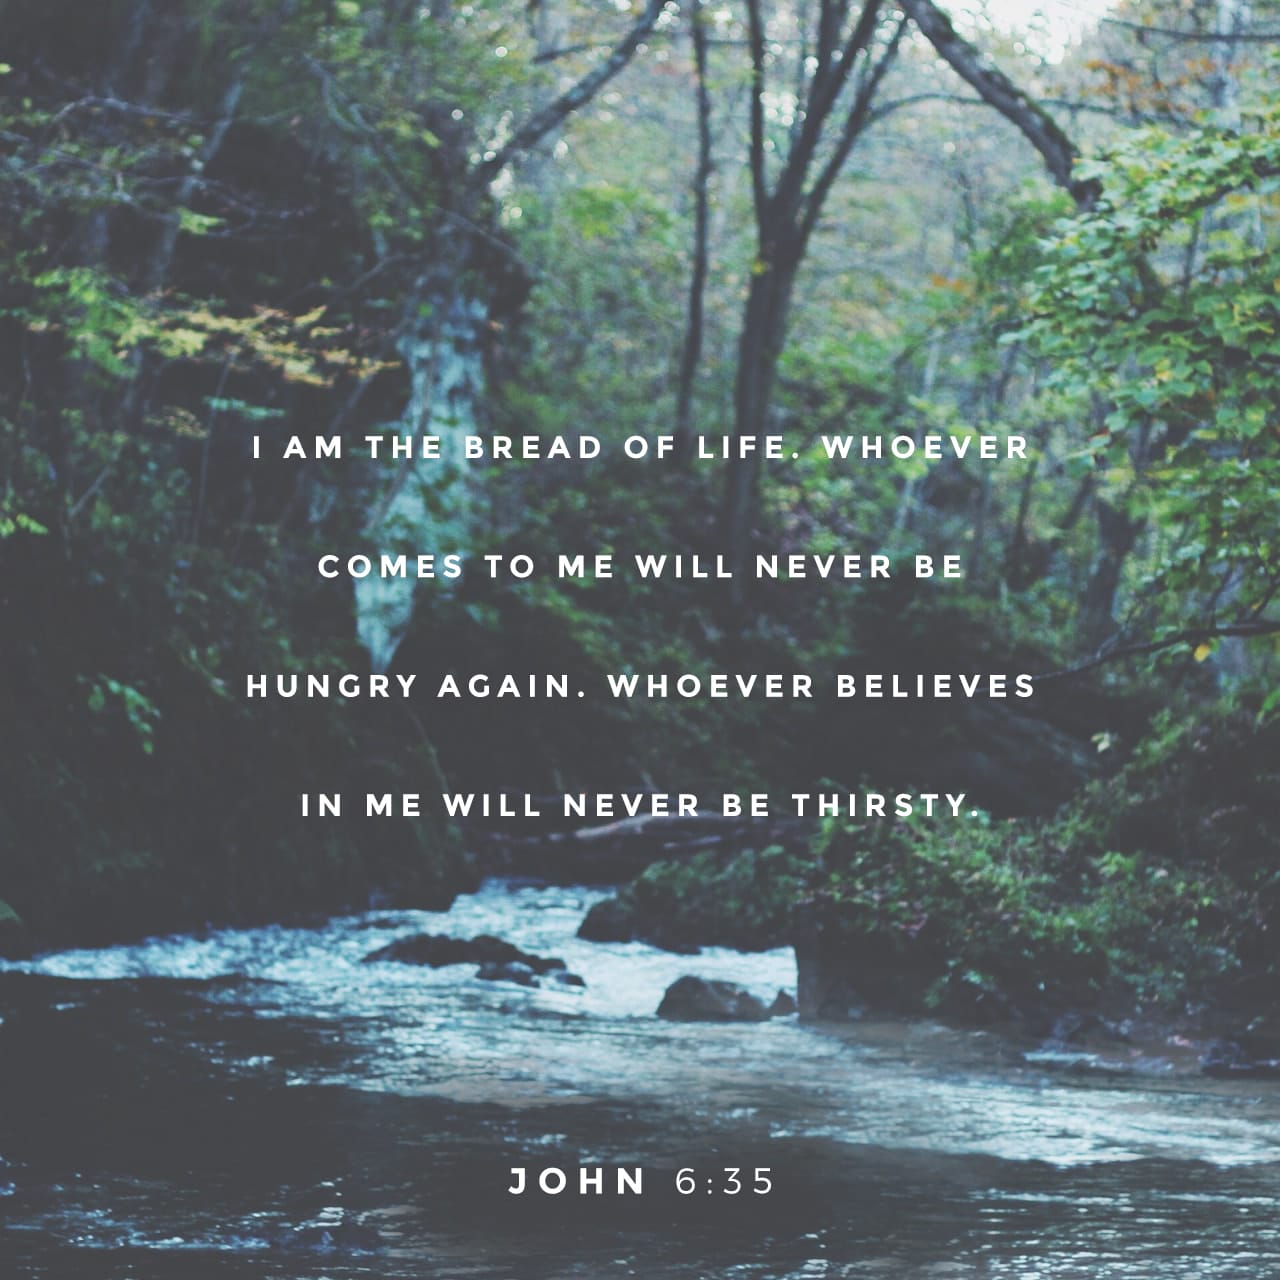 I AM THE BREAD OF LIFE. WHOEVER
COMES TO ME WILL NEVER BE
HUNGRY AGAIN. WHOEVER BELIEVES
IN ME WILL NEVER BE THIRSTY.
JOHN 6:35